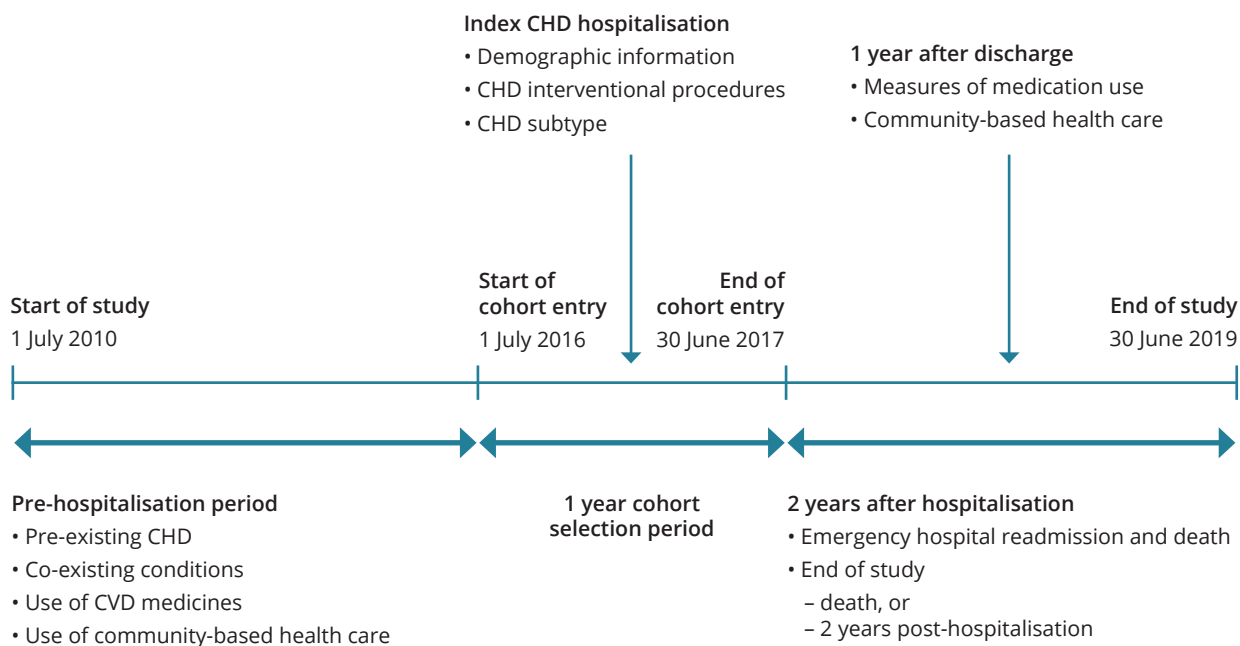 Index CHD hospitalisation
• Demographic information
• CHD interventional procedures
• CHD subtype
1 year after discharge
• Measures of medication use
• Community-based health care
Start of study
1 July 2010
Start of
cohort entry
1 July 2016
End of
cohort entry
30 June 2017
End of study
30 June 2019
Pre-hospitalisation period
• Pre-existing CHD
• Co-existing conditions
• Use of CVD medicines
• Use of community-based health care
1 year cohort
selection period
2 years after hospitalisation
• Emergency hospital readmission and death
• End of study
– death, or
– 2 years post-hospitalisation